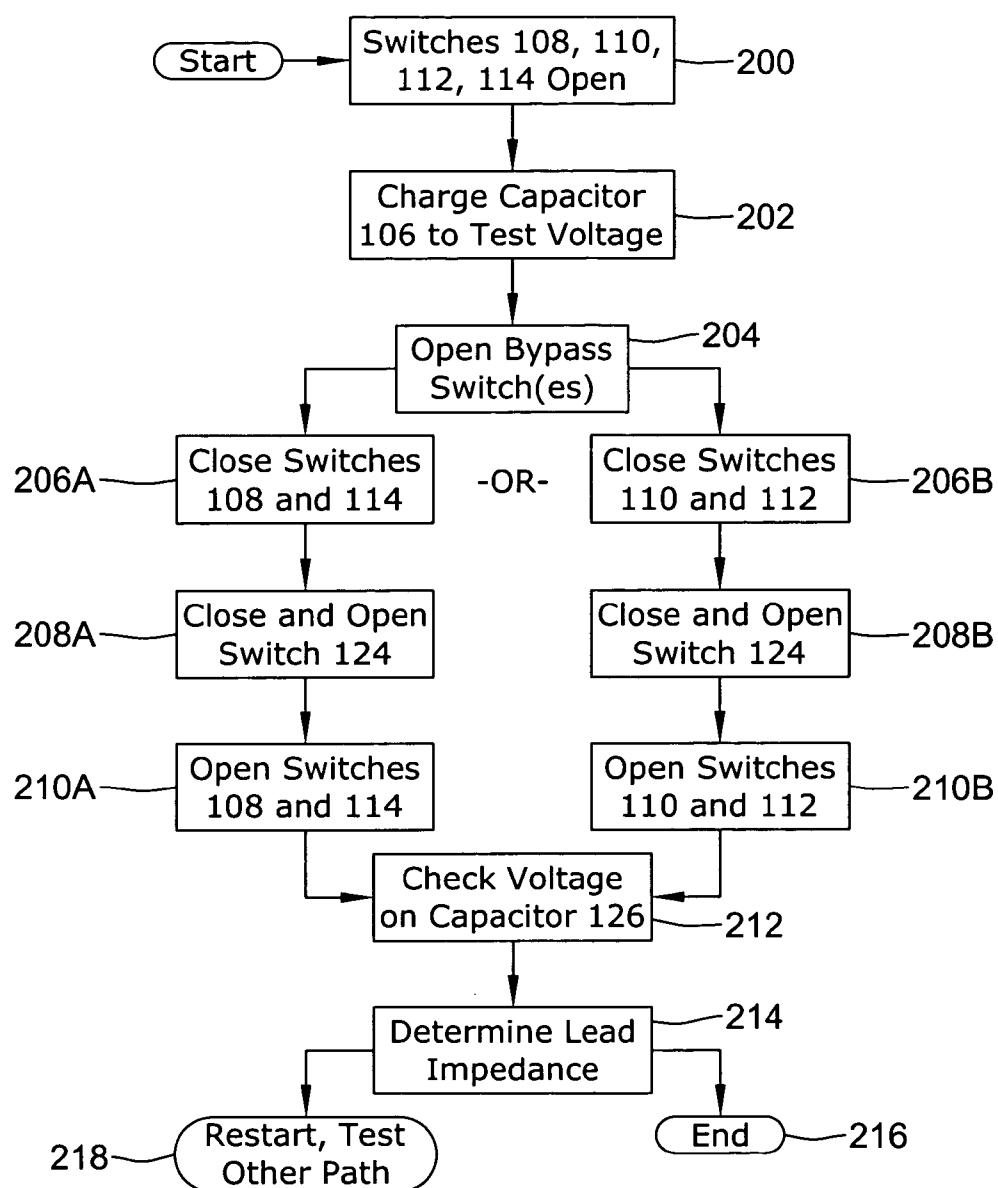 Start
Switches 108, 110,
112, 114 Open
200
Charge Capacitor
106 to Test Voltage
202
204
Open Bypass
Switch(es)
206A
Close Switches
108 and 114
-OR-
Close Switches
110 and 112
206B
208A
Close and Open
Switch 124
Close and Open
Switch 124
208B
210A
Open Switches
108 and 114
Open Switches
110 and 112
210B
Check Voltage
on Capacitor 126
212
Determine Lead
Impedance
214
218
Restart, Test
Other Path
End
216